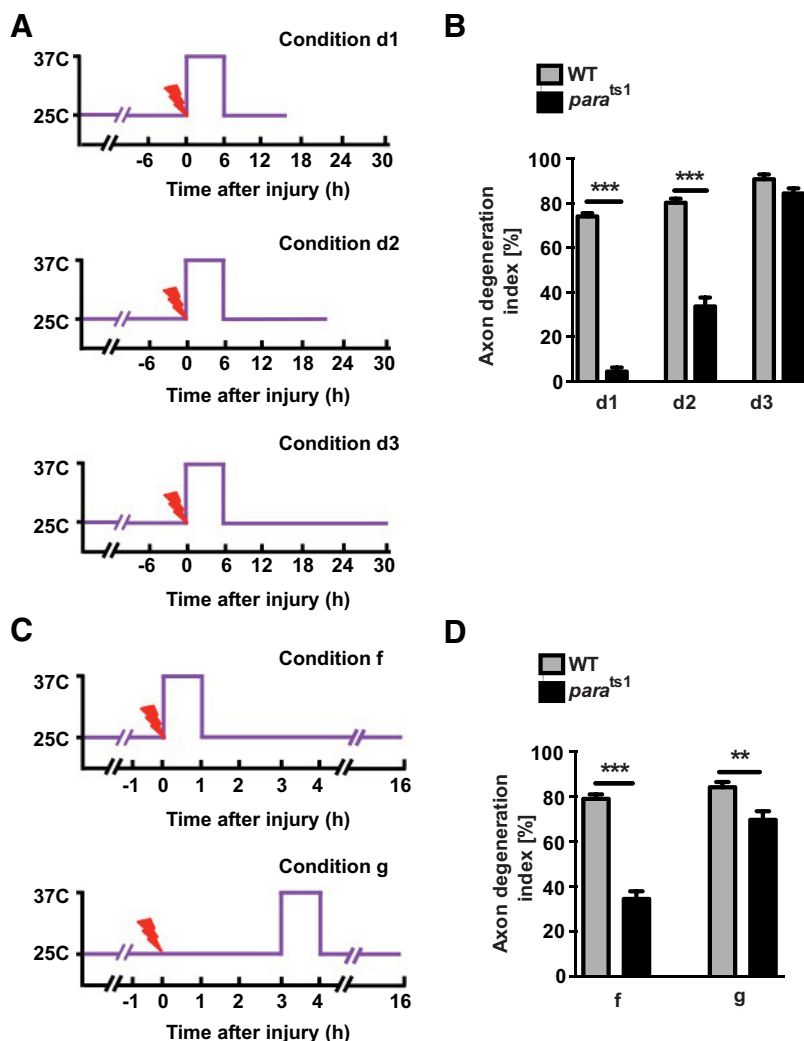 A
Condition d1
37C
25C
-6 0 6 12 18 24 30
Time after injury (h)
Condition d2
37C
25C
-6 0 6 12 18 24 30
Time after injury (h)
Condition d3
37C
25C
-6 0 6 12 18 24 30
Time after injury (h)
B
WT
para^ts1
Axon degeneration
index [%]
100
80
60
40
20
0
*** ***
d1 d2 d3
C
Condition f
37C
25C
-1 0 1 2 3 4 16
Time after injury (h)
Condition g
37C
25C
-1 0 1 2 3 4 16
Time after injury (h)
D
WT
para^ts1
Axon degeneration
index [%]
100
80
60
40
20
0
*** **
f g